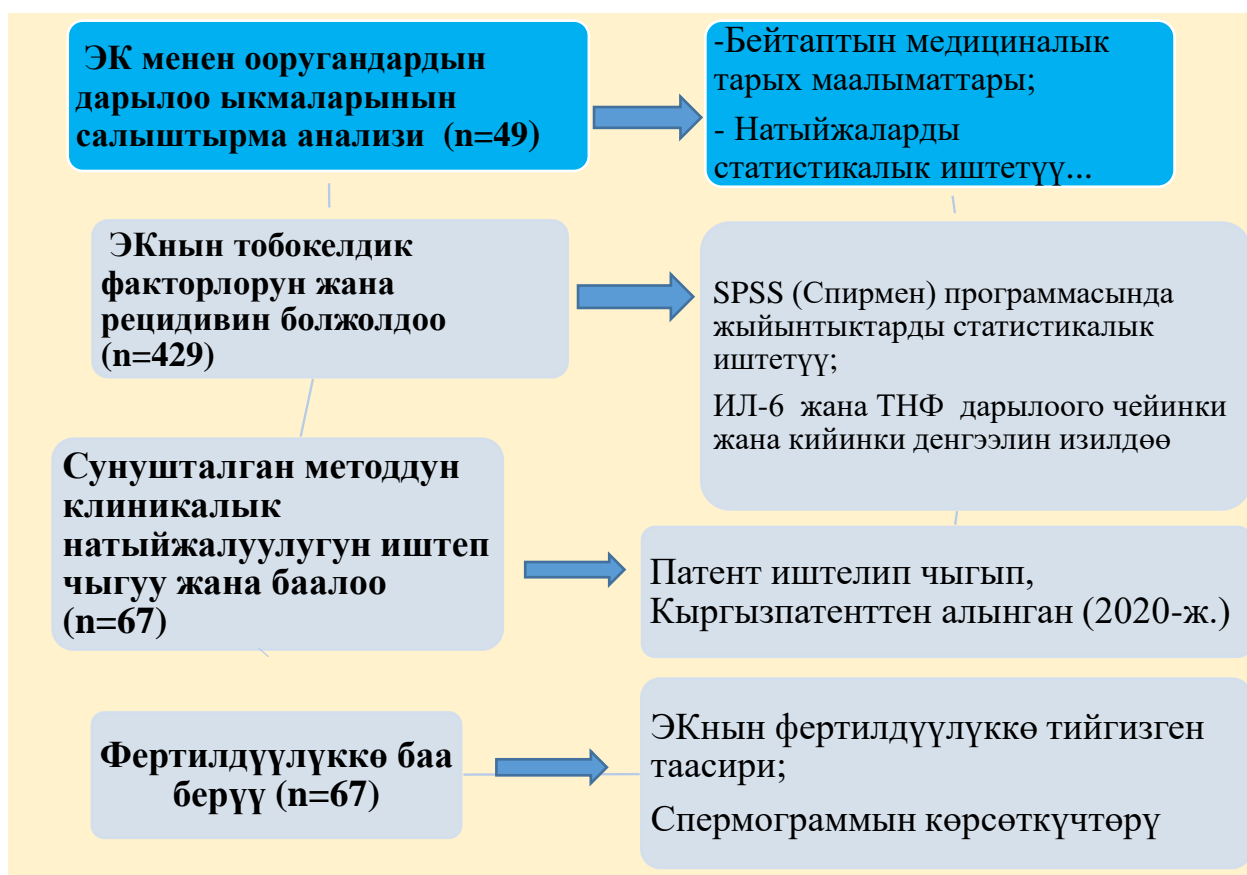 ЭК менен ооругандардын
дарылоо ыкмаларынын
салыштырма анализи (n=49)
-Бейтаптын медициналык
тарых маалыматтары;
- Натыйжаларды
статистикалык иштетүү...
ЭКнын тобокелдик
факторлорун жана
рецидивин болжолдоо
(n=429)
SPSS (Спирмен) программасында
жыйынтыктарды статистикалык
иштетүү;
ИЛ-6 жана ТНФ дарылоого чейинки
жана кийинки денгээлин изилдөө
Сунушталган методдун
клиникалык
натыйжалуулугун иштеп
чыгуу жана баалоо
(n=67)
Патент иштелип чыгып,
Кыргызпатенттен алынган (2020-ж.)
Фертилдүүлүккө баа
берүү (n=67)
ЭКнын фертилдүүлүккө тийгизген
таасири;
Спермограммын көрсөткүчтөрү